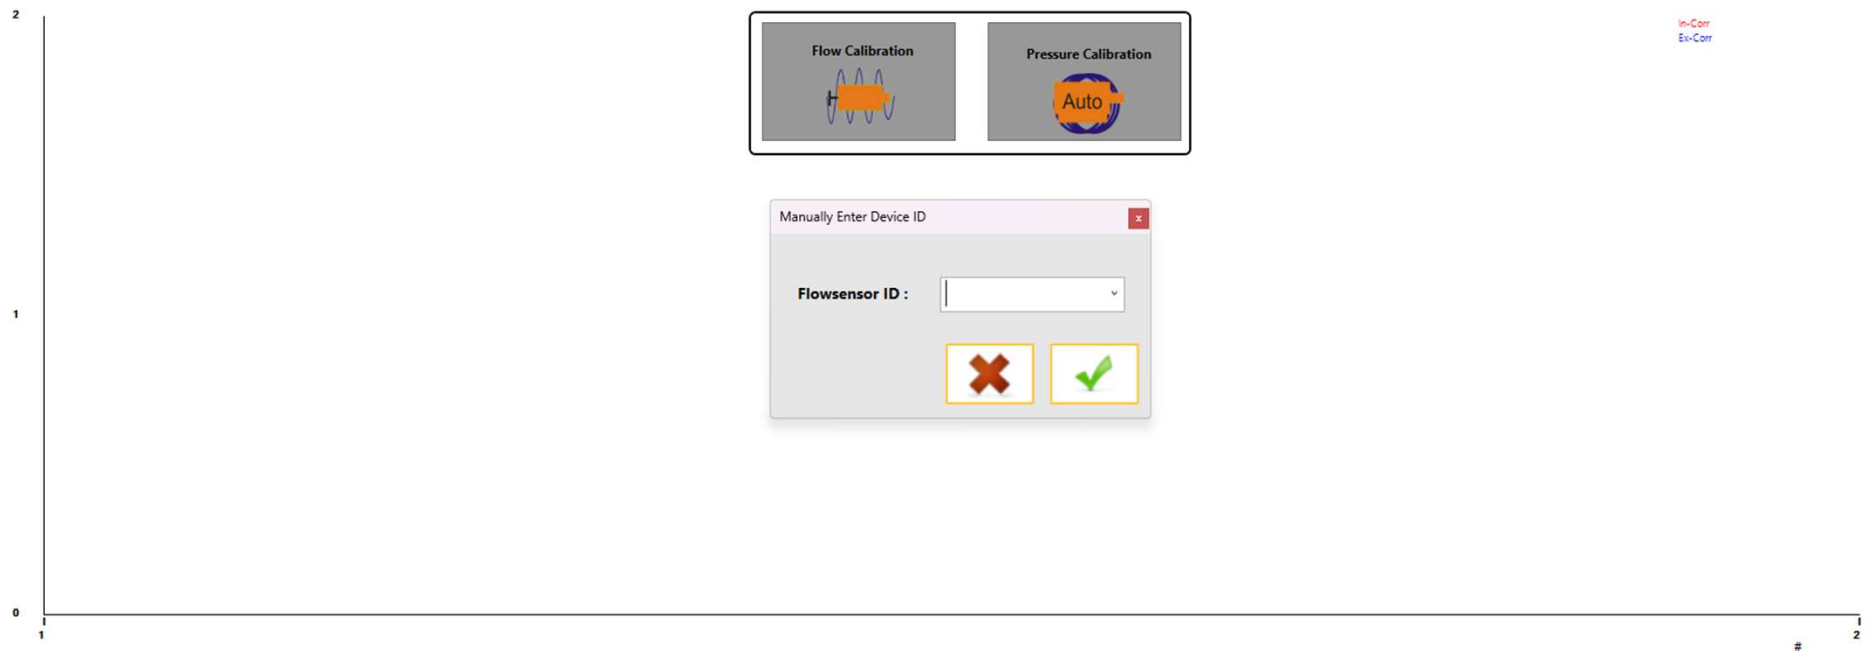 2
Flow Calibration
Pressure Calibration
Auto
In-Corr
Ex-Corr
Manually Enter Device ID
x
Flowsensor ID :
1
0
1
2
#